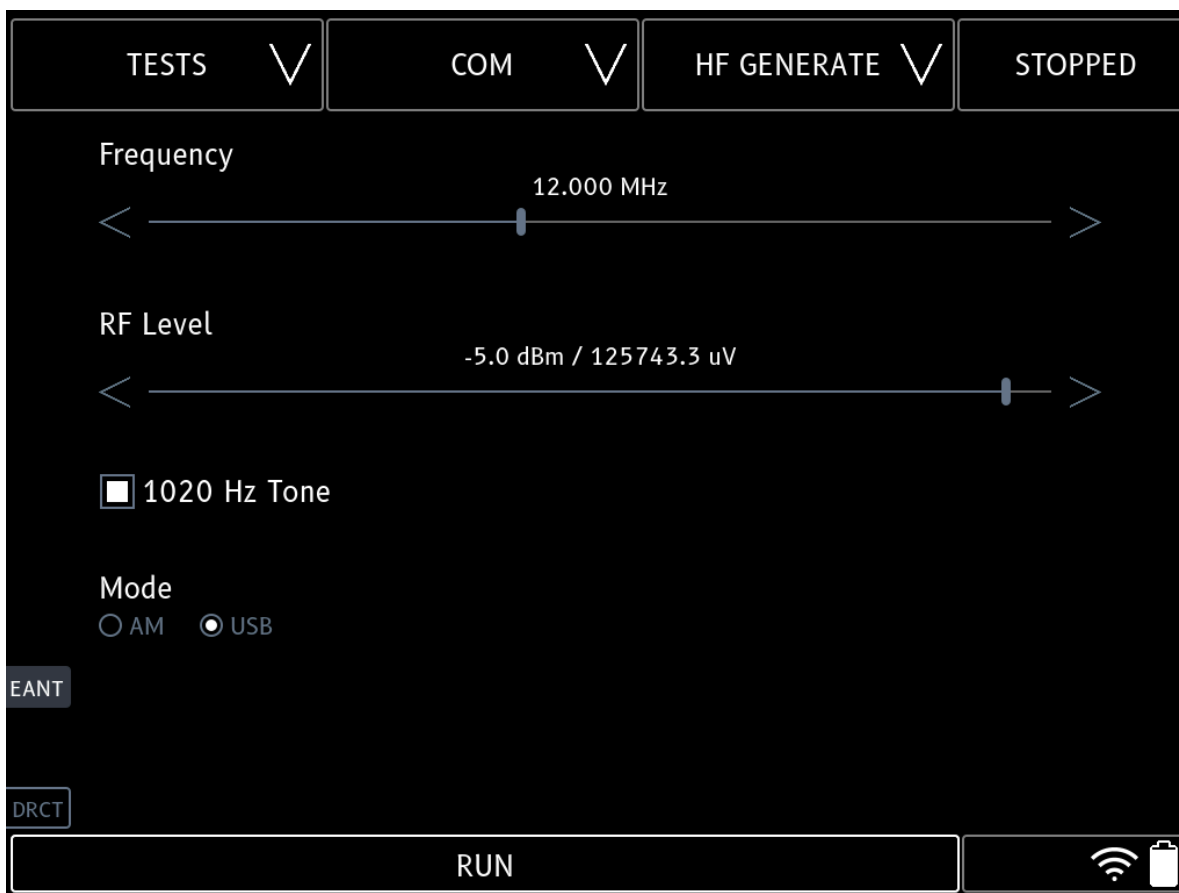 TESTS COM HF GENERATE STOPPED
Frequency
12.000 MHz
RF Level
-5.0 dBm / 125743.3 uV
1020 Hz Tone
Mode
AM USB
EANT
DRCT
RUN